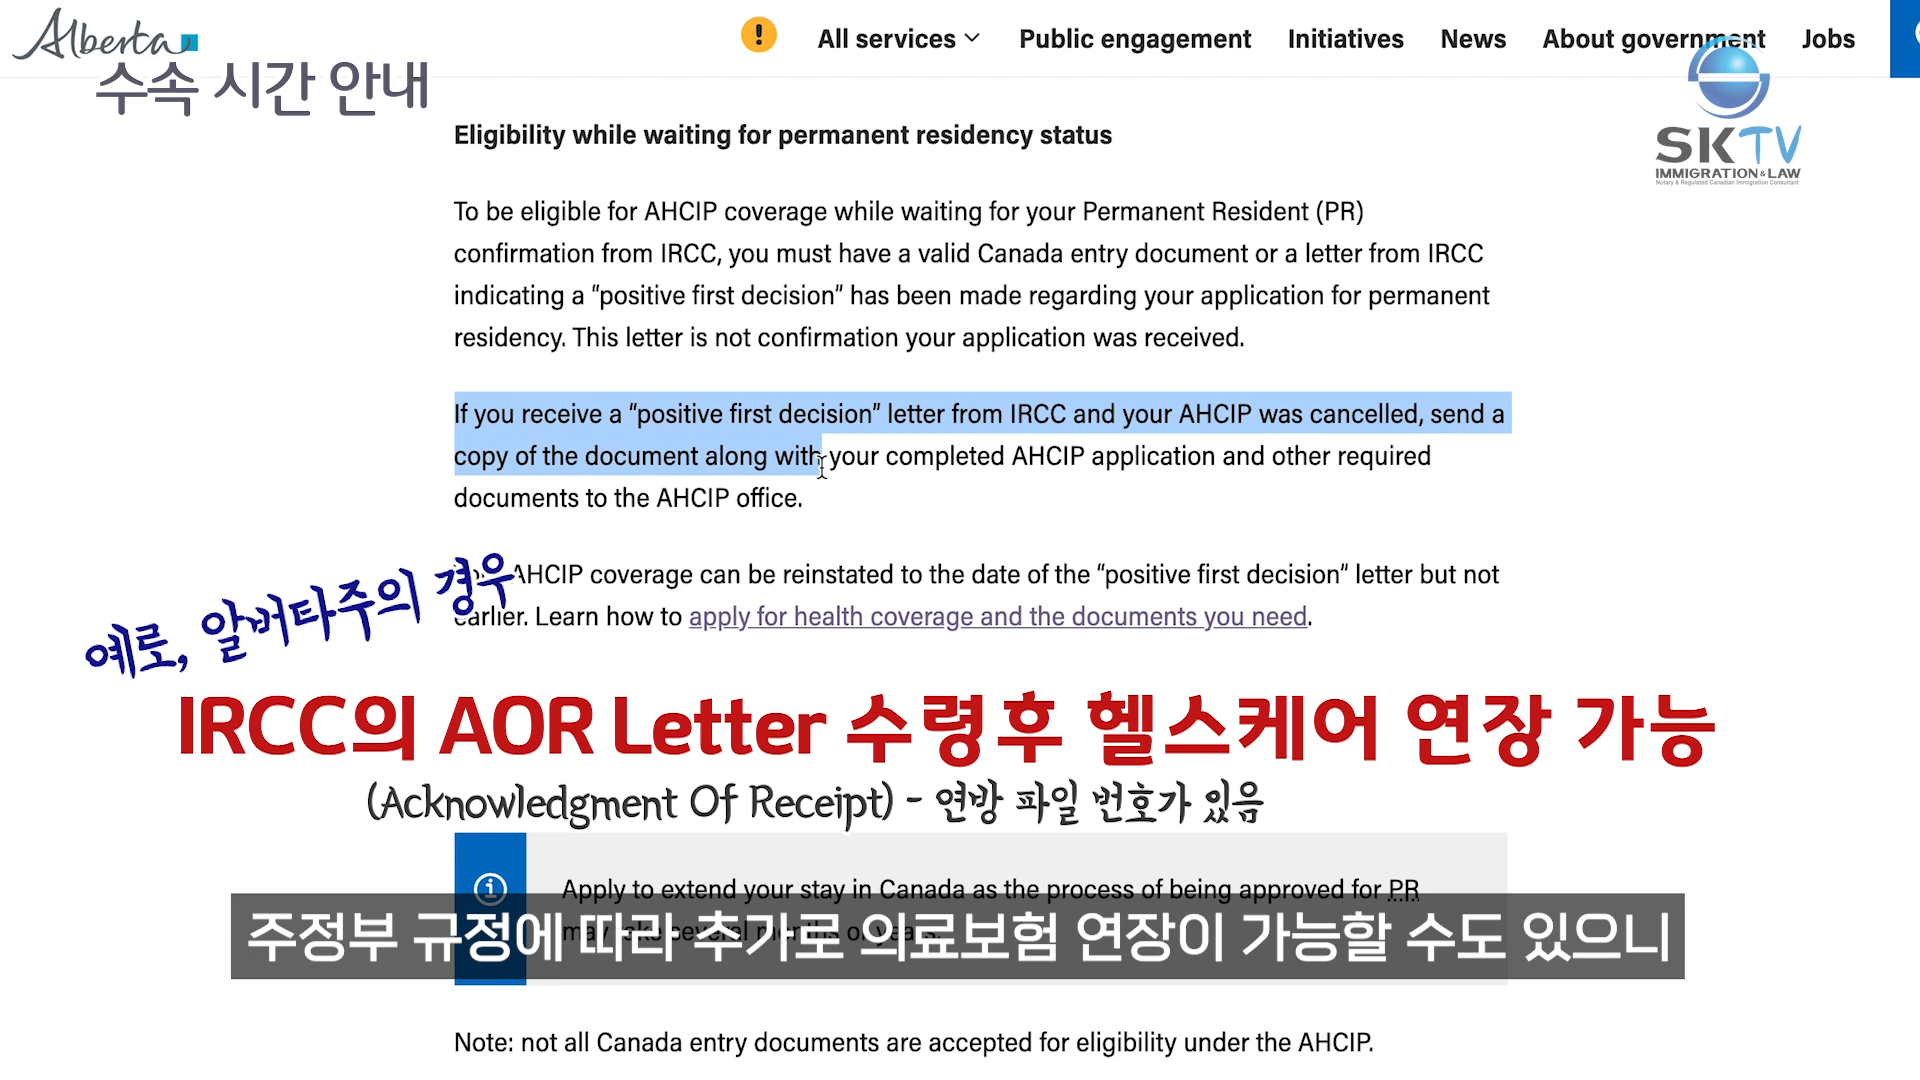 Alberta
! All services Public engagement Initiatives News About government Jobs
수속 시간 안내
SKTV
IMMIGRATION & LAW
Notary & Regulated Canadian Immigration Consultant
Eligibility while waiting for permanent residency status
To be eligible for AHCIP coverage while waiting for your Permanent Resident (PR)
confirmation from IRCC, you must have a valid Canada entry document or a letter from IRCC
indicating a “positive first decision” has been made regarding your application for permanent
residency. This letter is not confirmation your application was received.
If you receive a “positive first decision” letter from IRCC and your AHCIP was cancelled, send a
copy of the document along with your completed AHCIP application and other required
documents to the AHCIP office.
AHCIP coverage can be reinstated to the date of the “positive first decision” letter but not
earlier. Learn how to apply for health coverage and the documents you need.
예로, 알버타주의 경우
IRCC의 AOR Letter 수령후 헬스케어 연장 가능
(Acknowledgment Of Receipt) - 연방 파일 번호가 있음
Apply to extend your stay in Canada as the process of being approved for PR
주정부 규정에 따라 추가로 의료보험 연장이 가능할 수도 있으니
Note: not all Canada entry documents are accepted for eligibility under the AHCIP.